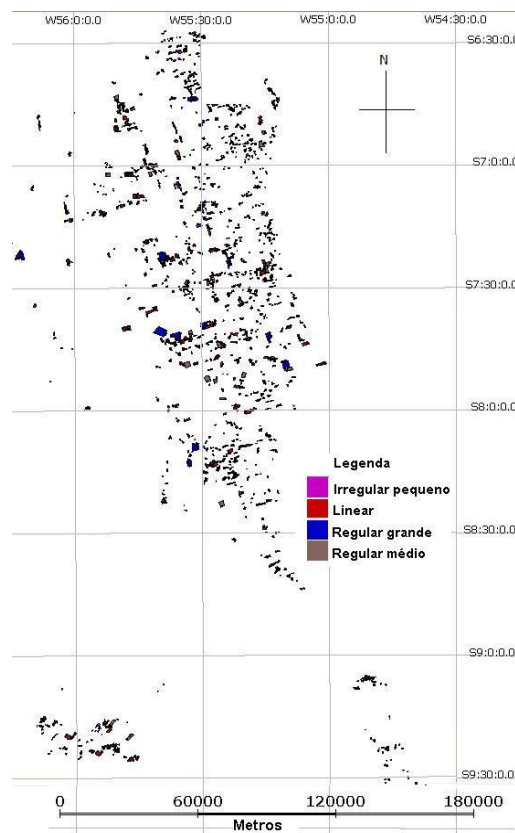 W56:0:0.0 W55:30:0.0 W55:0:0.0 W54:30:0.0
S6:30:0.0
N
S7:0:0.0
S7:30:0.0
S8:0:0.0
Legenda
Irregular pequeno
Linear
Regular grande
Regular médio
S8:30:0.0
S9:0:0.0
S9:30:0.0
0 60000 120000 180000
Metros